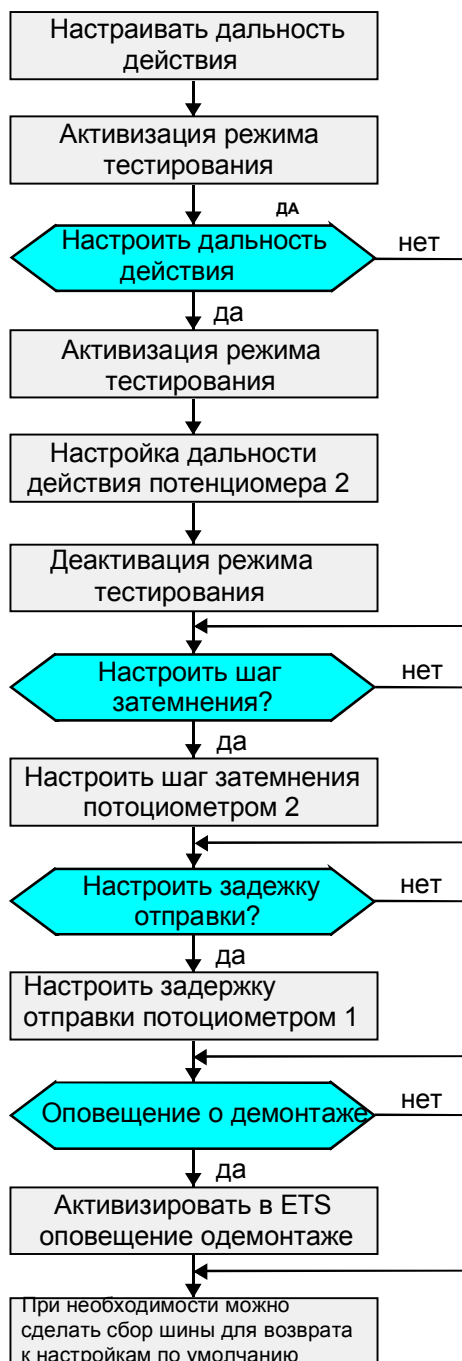 Настраивать дальность
действия
Активизация режима
тестирования
ДА
Настроить дальность
действия
нет
да
Активизация режима
тестирования
Настройка дальности
действия потенциомера 2
Деактивация режима
тестирования
Настроить шаг
затемнения?
нет
да
Настроить шаг затемнения
потоциометром 2
Настроить задежку
отправки?
нет
да
Настроить задержку
отправки потоциометром 1
Оповещение о демонтаже
нет
да
Активизировать в ETS
оповещение одемонтаже
При необходимости можно
сделать сбор шины для возврата
к настройкам по умолчанию